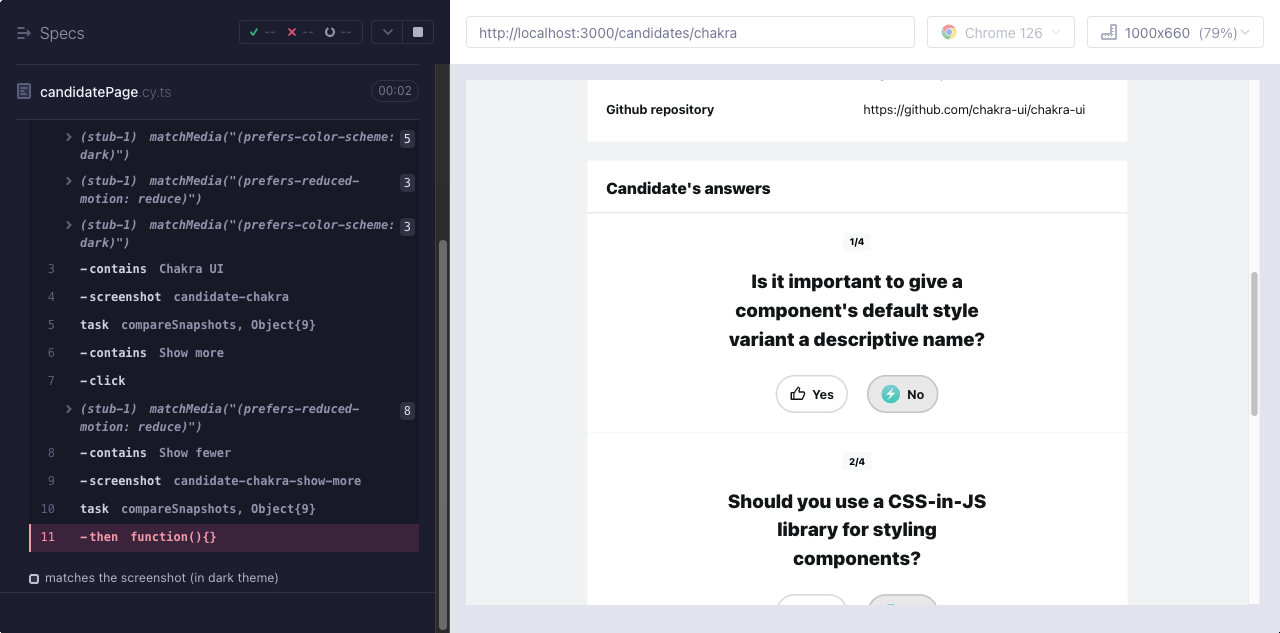 Specs
--
--
--
candidatePage.cy.ts
00:02
(stub-1) matchMedia("(prefers-color-scheme:
dark)")
5
(stub-1) matchMedia("(prefers-reduced-
motion: reduce)")
3
(stub-1) matchMedia("(prefers-color-scheme:
dark)")
3
3 -contains Chakra UI
4 -screenshot candidate-chakra
5 task compareSnapshots, Object{9}
6 -contains Show more
7 -click
(stub-1) matchMedia("(prefers-reduced-
motion: reduce)")
8
8 -contains Show fewer
9 -screenshot candidate-chakra-show-more
10 task compareSnapshots, Object{9}
11 -then function(){}
matches the screenshot (in dark theme)
http://localhost:3000/candidates/chakra
Chrome 126
1000x660 (79%)
Github repository https://github.com/chakra-ui/chakra-ui
Candidate's answers
1/4
Is it important to give a
component's default style
variant a descriptive name?
Yes
No
2/4
Should you use a CSS-in-JS
library for styling
components?